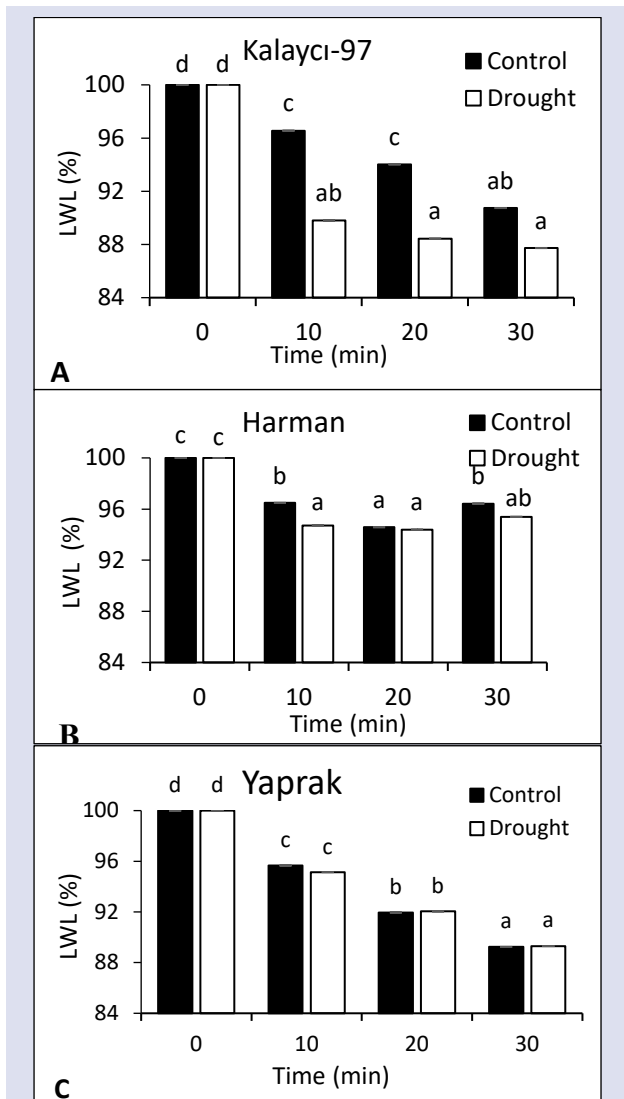 Kalaycı-97
d d
Control
Drought
c
c
ab
ab
a
a
100
96
92
88
84
LWL (%)
0 10 20 30
Time (min)
A
Harman
Control
Drought
c c
b
a
a a
b
ab
100
96
92
88
84
LWL (%)
0 10 20 30
Time (min)
B
Yaprak
Control
Drought
d d
c c
b b
a a
100
96
92
88
84
LWL (%)
0 10 20 30
Time (min)
C